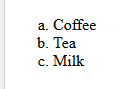 a. Coffee
b. Tea
c. Milk